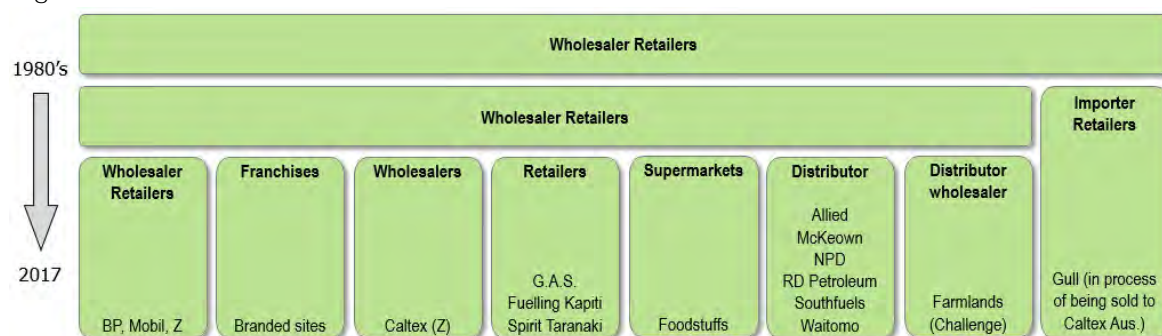 Wholesaler Retailers
1980's
Wholesaler Retailers
Importer
Retailers
Wholesaler
Retailers
Franchises
Wholesalers
Retailers
Supermarkets
Distributor
Distributor
wholesaler
Allied
McKeown
NPD
RD Petroleum
Southfuels
Waitomo
2017
BP, Mobil, Z
Branded sites
Caltex (Z)
G.A.S.
Fuelling Kapiti
Spirit Taranaki
Foodstuffs
Farmlands
(Challenge)
Gull (in process
of being sold to
Caltex Aus.)